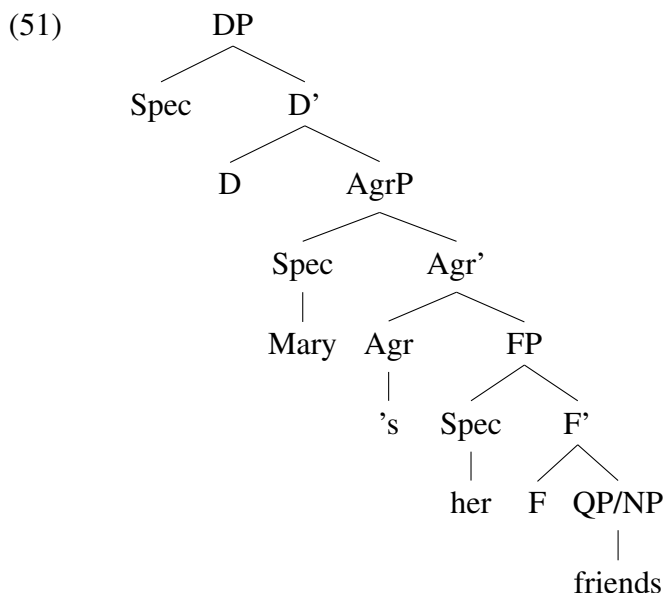 (51) DP
Spec D’
D AgrP
Spec Agr’
Mary Agr FP
’s Spec F’
her F QP/NP
friends